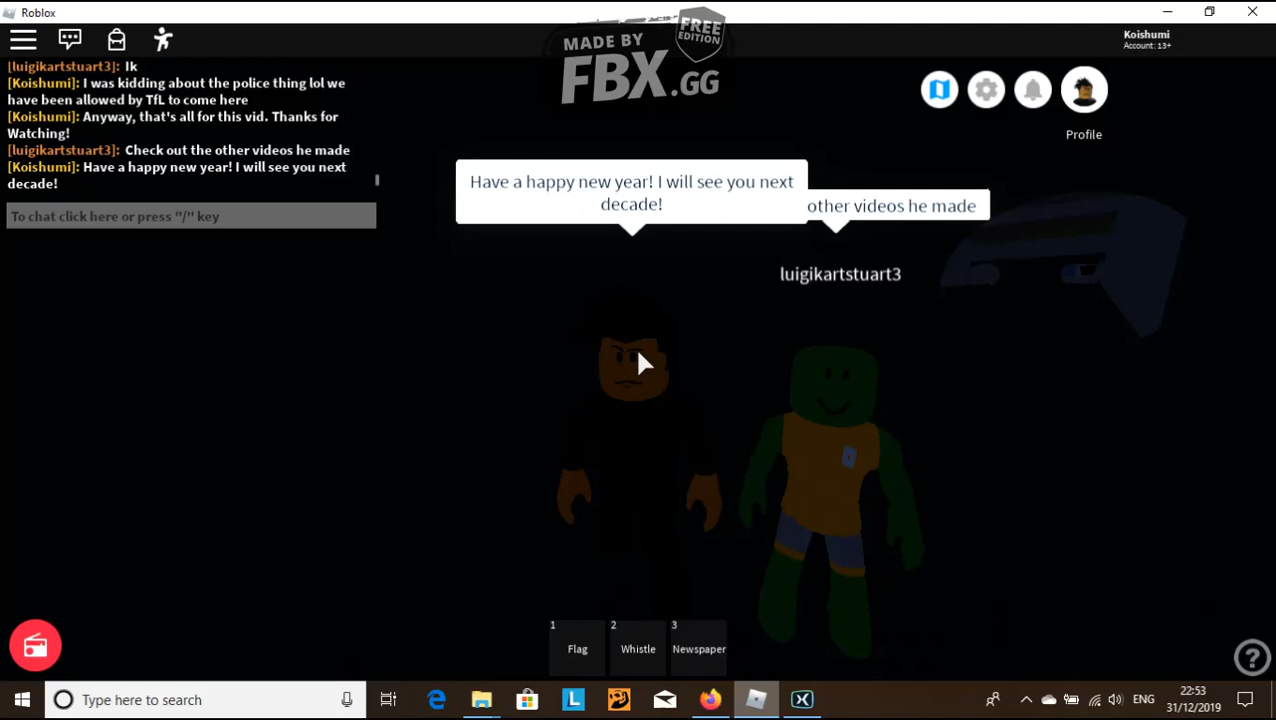 Roblox
MADE BY
FREE
EDITION
FBX.GG
Koishumi
Account: 13+
[luigikartstuart3]: Ik
[Koishumi]: I was kidding about the police thing lol we
have been allowed by TfL to come here
[Koishumi]: Anyway, that's all for this vid. Thanks for
Watching!
[luigikartstuart3]: Check out the other videos he made
[Koishumi]: Have a happy new year! I will see you next
decade!
To chat click here or press "/" key
Profile
Have a happy new year! I will see you next
decade!
other videos he made
luigikartstuart3
1
Flag
2
Whistle
3
Newspaper
?
Type here to search
L
X
ENG
22:53
31/12/2019